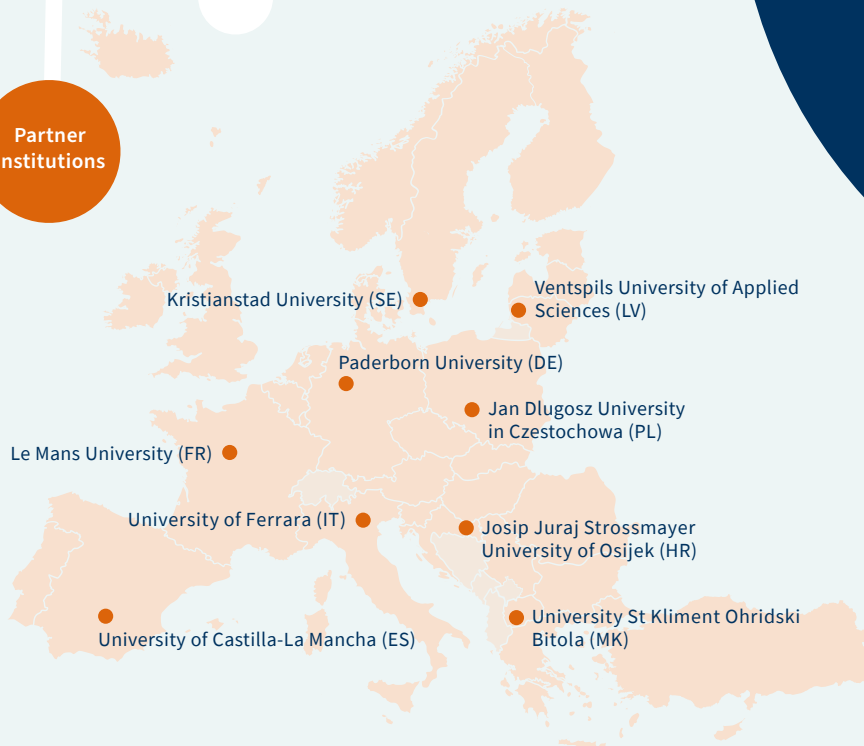 Partner
nstitutions
Kristianstad University (SE)
Ventspils University of Applied
Sciences (LV)
Paderborn University (DE)
Jan Dlugosz University
in Czestochowa (PL)
Le Mans University (FR)
University of Ferrara (IT)
Josip Juraj Strossmayer
University of Osijek (HR)
University St Kliment Ohridski
Bitola (MK)
University of Castilla-La Mancha (ES)